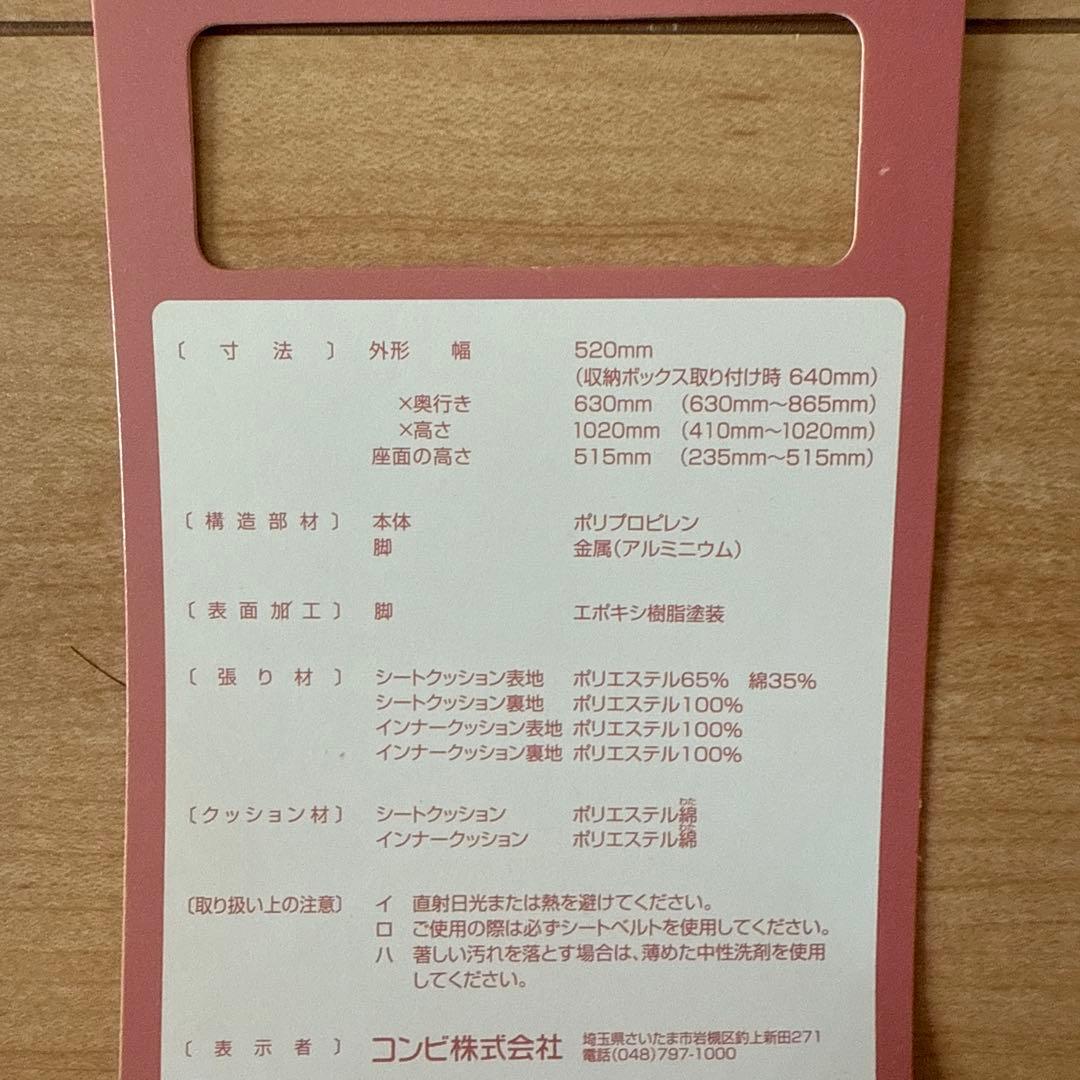 〔寸法〕 外形 幅 520mm
(収納ボックス取り付け時 640mm)
×奥行き 630mm (630mm〜865mm)
×高さ 1020mm (410mm〜1020mm)
座面の高さ 515mm (235mm〜515mm)
〔構造部材〕 本体 ポリプロピレン
脚 金属(アルミニウム)
〔表面加工〕 脚 エポキシ樹脂塗装
〔張り材〕 シートクッション表地 ポリエステル65% 綿35%
シートクッション裏地 ポリエステル100%
インナークッション表地 ポリエステル100%
インナークッション裏地 ポリエステル100%
わた
〔クッション材〕 シートクッション ポリエステル綿
わた
インナークッション ポリエステル綿
〔取り扱い上の注意〕 イ 直射日光または熱を避けてください。
ロ ご使用の際は必ずシートベルトを使用してください。
ハ 著しい汚れを落とす場合は、薄めた中性洗剤を使用
してください。
〔表示者〕 コンビ株式会社 埼玉県さいたま市岩槻区釣上新田271
電話(048)797-1000